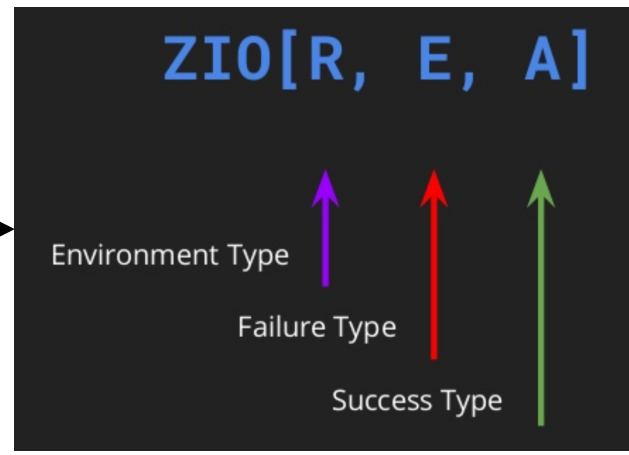 ZIO[R, E, A]
Environment Type
Failure Type
Success Type